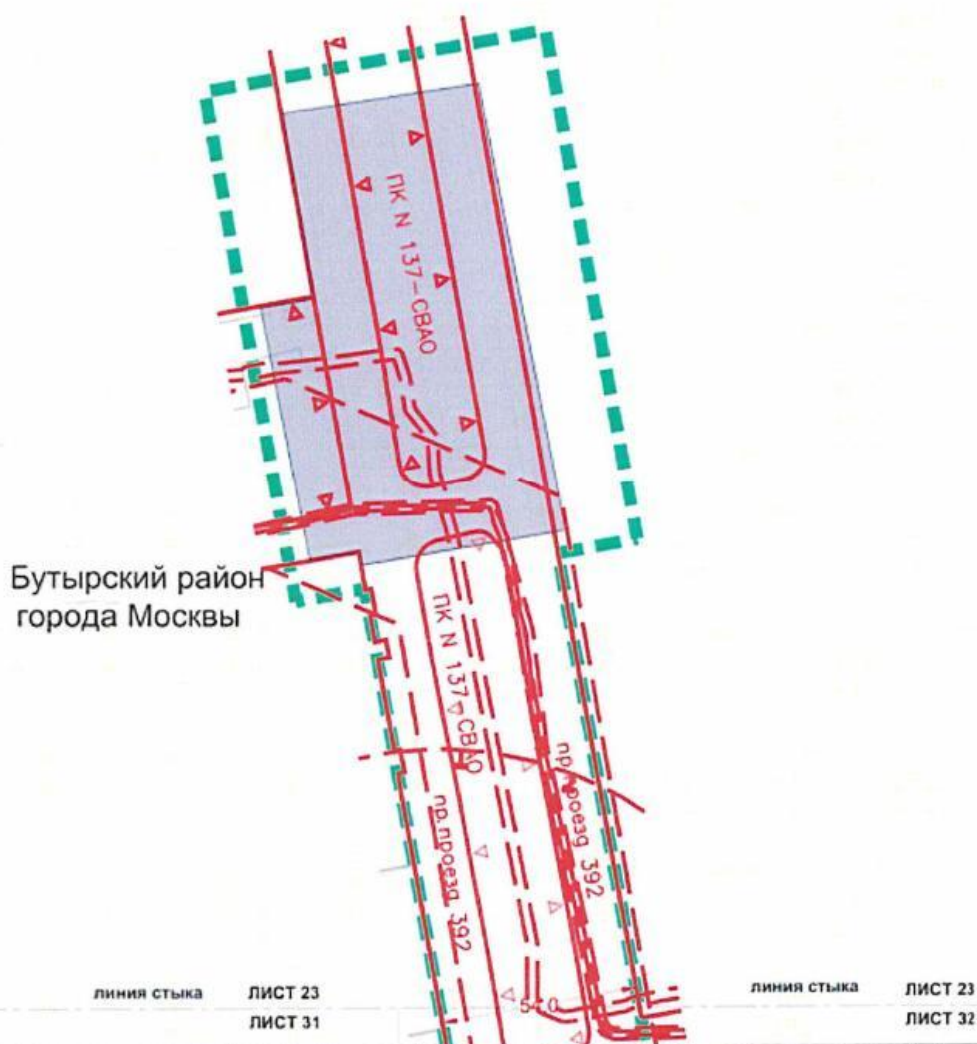 ПК N 137-СВАО
Бутырский район
города Москвы
ПК N 137 СВАО
пр.проезд 392
пр.проезд 392
линия стыка ЛИСТ 23
ЛИСТ 31
линия стыка ЛИСТ 23
ЛИСТ 32